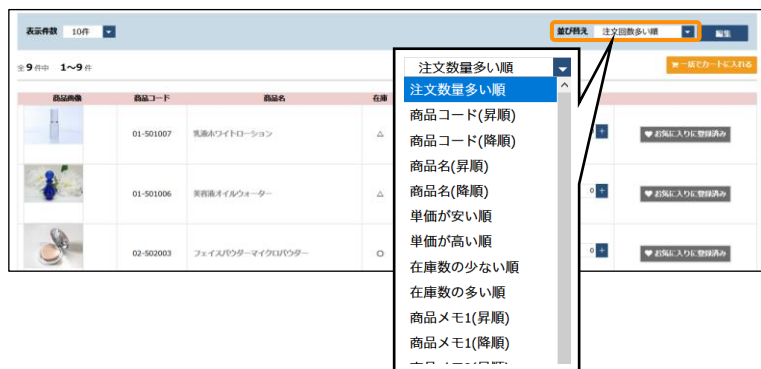 表示件数 10件
並び替え 注文回数多い順 編集
全9件中 1～9件
一括でカートに入れる
商品画像 商品コード 商品名 在庫
01-501007 乳液ホワイトローション △ + お気に入りに登録済み
01-501006 美容液オイルウォーター △ 0 + お気に入りに登録済み
02-502003 フェイスパウダーマイクロパウダー ○ 0 + お気に入りに登録済み
注文数量多い順
注文数量多い順
商品コード(昇順)
商品コード(降順)
商品名(昇順)
商品名(降順)
単価が安い順
単価が高い順
在庫数の少ない順
在庫数の多い順
商品メモ1(昇順)
商品メモ1(降順)